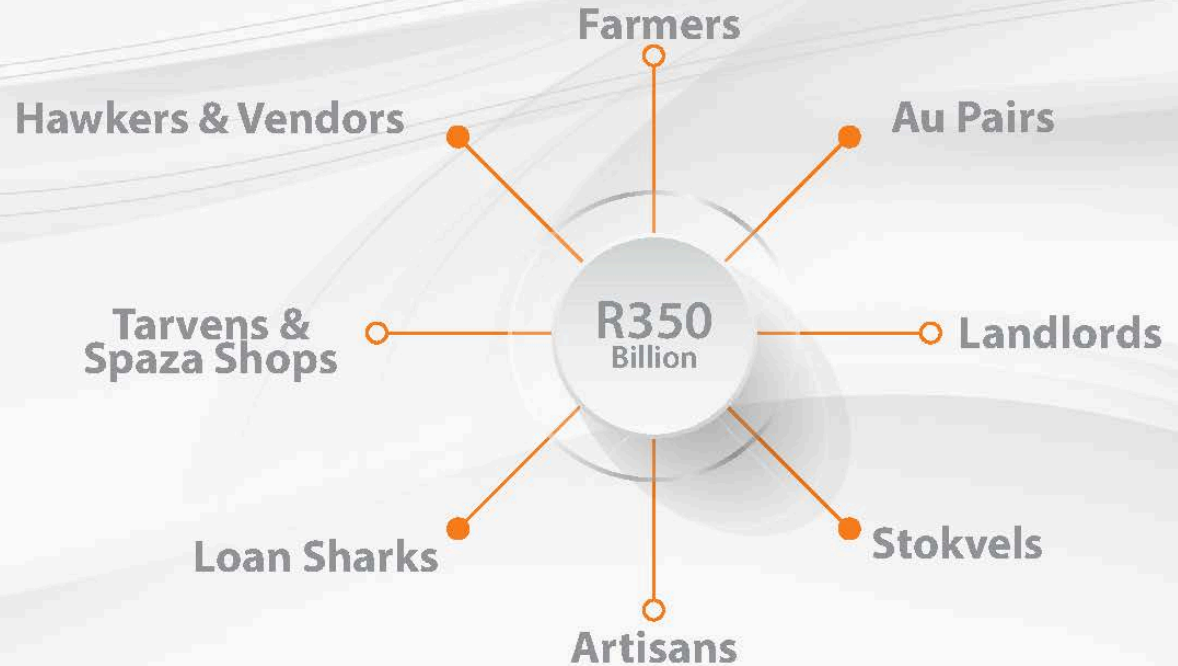 Farmers
Hawkers & Vendors
Au Pairs
R350
Billion
Tarvens &
Spaza Shops
Landlords
Loan Sharks
Stokvels
Artisans